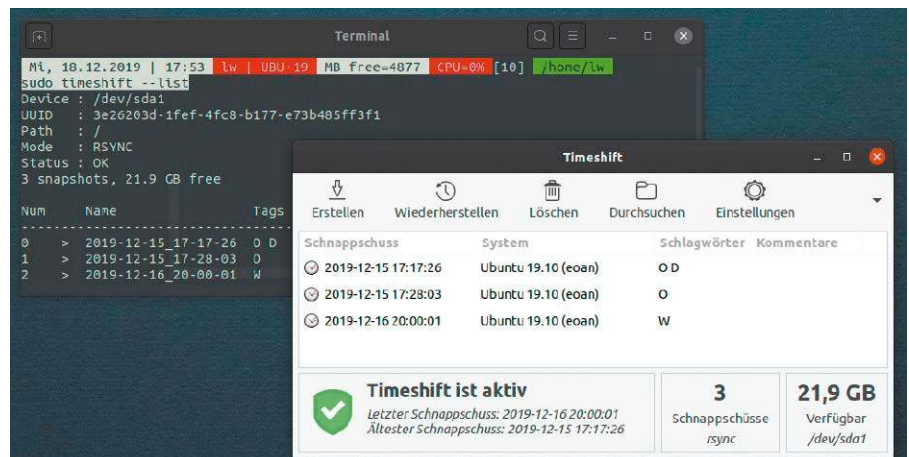 Terminal
Mi, 18.12.2019 | 17:53 lw | UBU-19 MB free=4877 CPU=0% [10] /home/lw
sudo timeshift --list
Device : /dev/sda1
UUID : 3e26203d-1fef-4fc8-b177-e73b485ff3f1
Path : /
Mode : RSYNC
Status : OK
3 snapshots, 21.9 GB free
Num Name Tags
0 > 2019-12-15_17-17-26 O D
1 > 2019-12-15_17-28-03 O
2 > 2019-12-16_20-00-01 W
Timeshift
Erstellen Wiederherstellen Löschen Durchsuchen Einstellungen
Schnappschuss System Schlagwörter Kommentare
2019-12-15 17:17:26 Ubuntu 19.10 (eoan) O D
2019-12-15 17:28:03 Ubuntu 19.10 (eoan) O
2019-12-16 20:00:01 Ubuntu 19.10 (eoan) W
Timeshift ist aktiv
Letzter Schnappschuss: 2019-12-16 20:00:01
Ältester Schnappschuss: 2019-12-15 17:17:26
3
Schnappschüsse
rsync
21,9 GB
Verfügbar
/dev/sda1